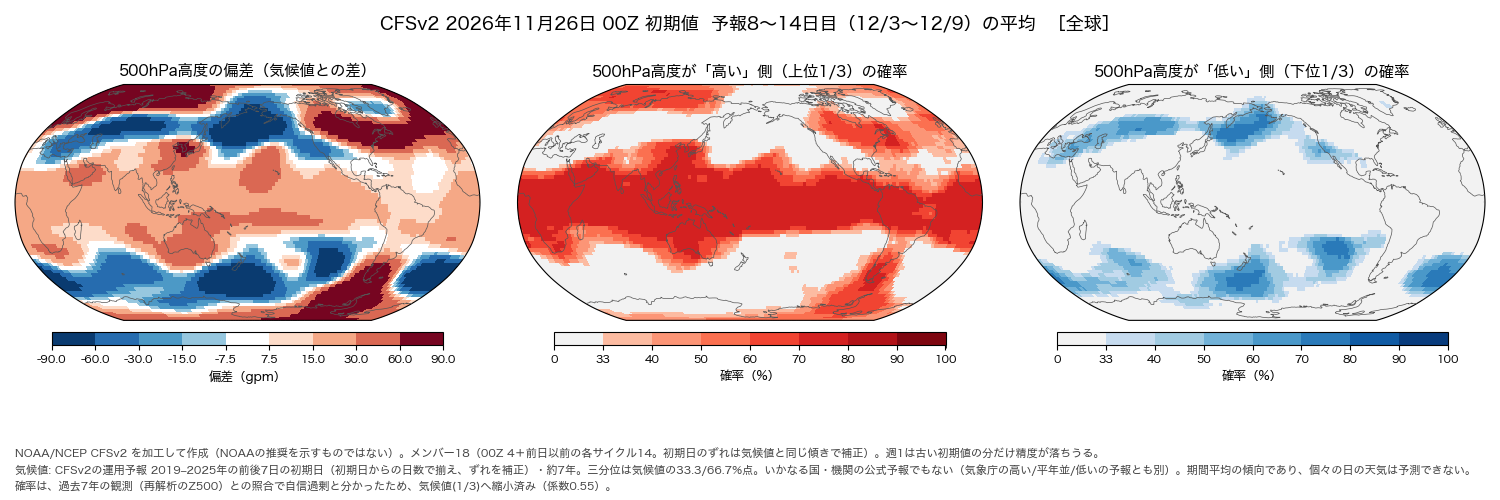 CFSv2 2026年11月26日 00Z 初期値 予報8～14日目（12/3～12/9）の平均 ［全球］
500hPa高度の偏差（気候値との差）
500hPa高度が「高い」側（上位1/3）の確率
500hPa高度が「低い」側（下位1/3）の確率
-90.0 -60.0 -30.0 -15.0 -7.5 7.5 15.0 30.0 60.0 90.0
偏差（gpm）
0 33 40 50 60 70 80 90 100
確率（%）
0 33 40 50 60 70 80 90 100
確率（%）
NOAA/NCEP CFSv2 を加工して作成（NOAAの推奨を示すものではない）。メンバー18（00Z 4＋前日以前の各サイクル14。初期日のずれは気候値と同じ傾きで補正）。週1は古い初期値の分だけ精度が落ちうる。
気候値: CFSv2の運用予報 2019–2025年の前後7日の初期日（初期日からの日数で揃え、ずれを補正）・約7年。三分位は気候値の33.3/66.7%点。いかなる国・機関の公式予報でもない（気象庁の高い/平年並/低いの予報とも別）。期間平均の傾向であり、個々の日の天気は予測できない。
確率は、過去7年の観測（再解析のZ500）との照合で自信過剰と分かったため、気候値(1/3)へ縮小済み（係数0.55）。